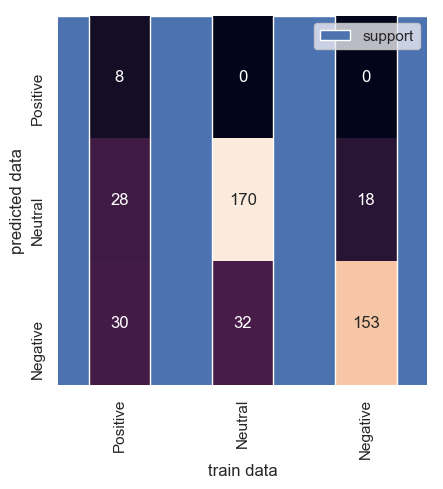 support
Positive
8 0 0
predicted data
Neutral
28 170 18
Negative
30 32 153
Positive
Neutral
Negative
train data